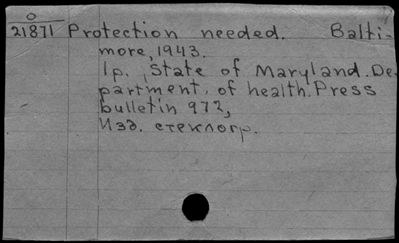 0
21871 Protection needed. Balti-
more, 1943.
1p. , State of Maryland. De-
partment, of health. Press
bulletin 972,
Изд. стеклогр.